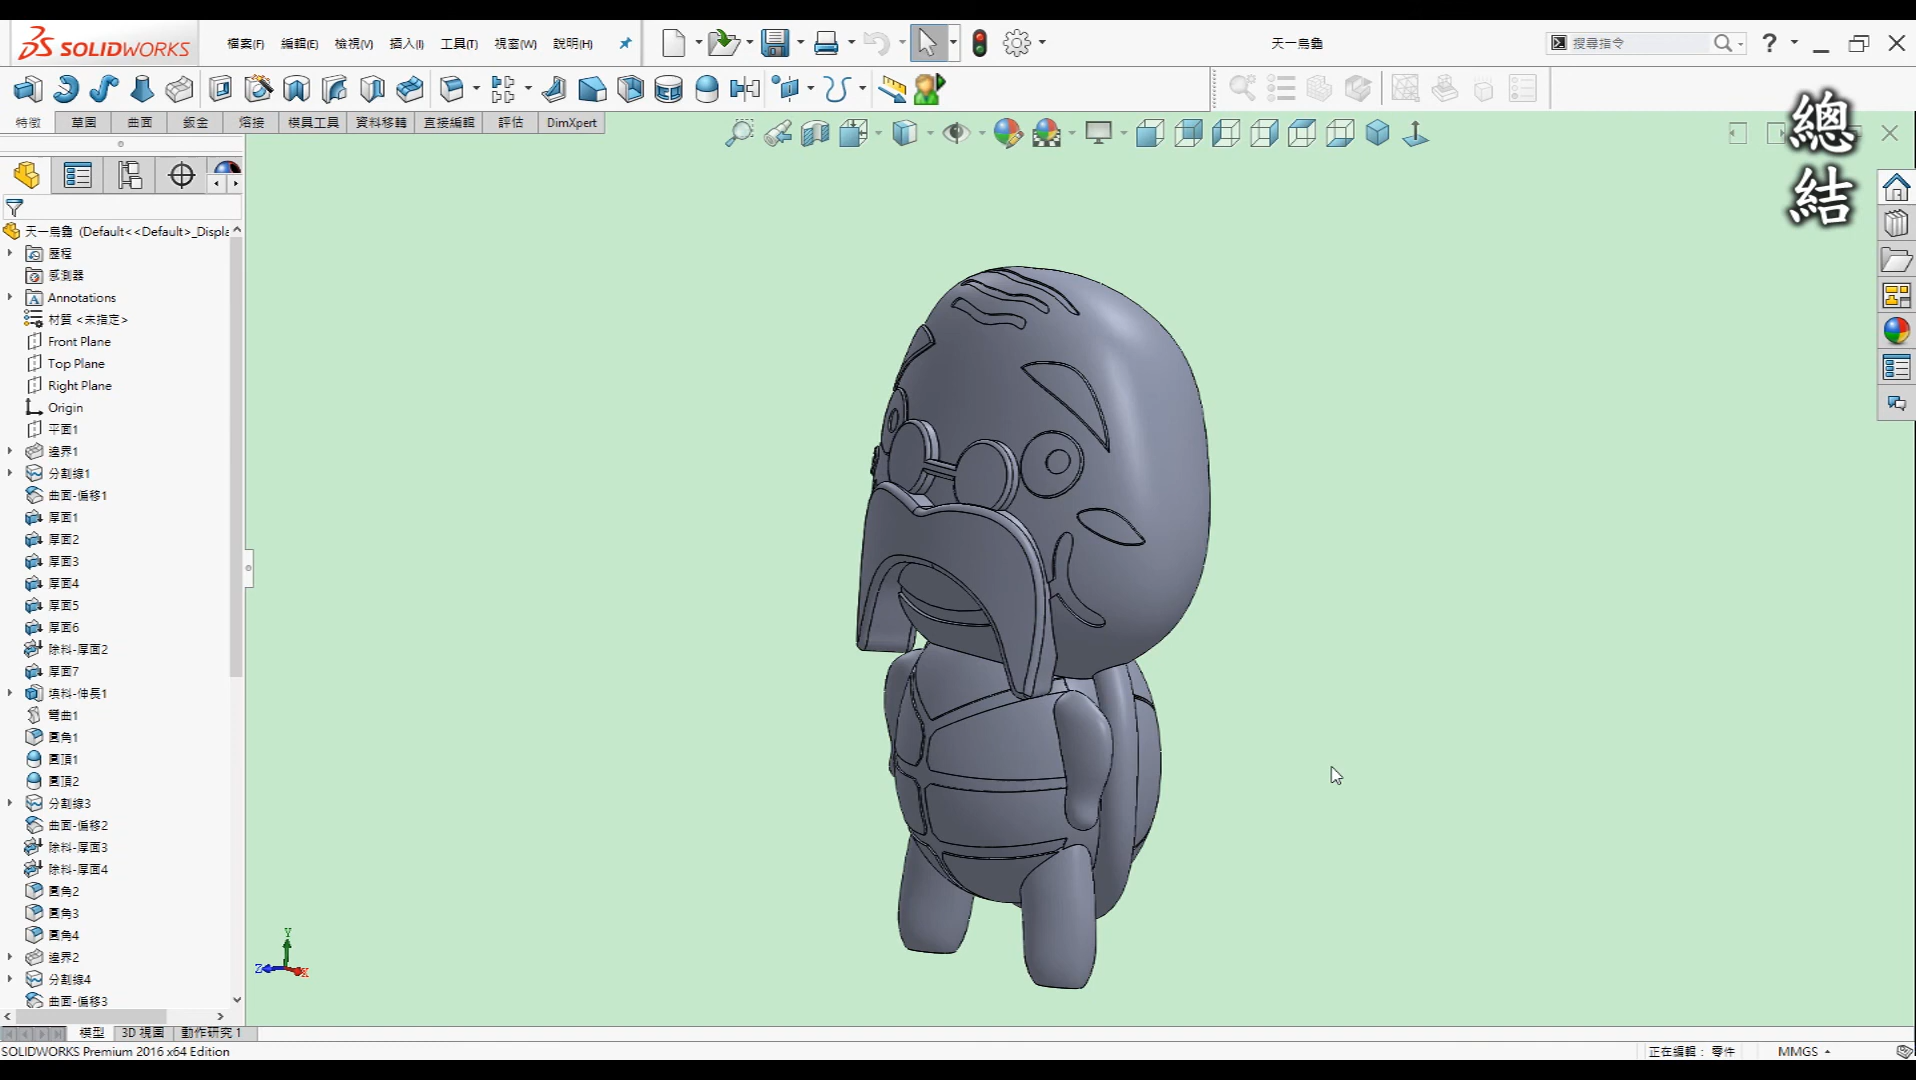 SOLIDWORKS
檔案(F) 編輯(E) 檢視(V) 插入(I) 工具(T) 視窗(W) 說明(H)
天一烏龜
搜尋指令
特徵 草圖 曲面 鈑金 熔接 模具工具 資料移轉 直接編輯 評估 DimXpert
總
結
天一烏龜 (Default<<Default>_Displa
歷程
感測器
Annotations
材質 <未指定>
Front Plane
Top Plane
Right Plane
Origin
平面1
邊界1
分割線1
曲面-偏移1
厚面1
厚面2
厚面3
厚面4
厚面5
厚面6
除料-厚面2
厚面7
填料-伸長1
彎曲1
圓角1
圓頂1
圓頂2
分割線3
曲面-偏移2
除料-厚面3
除料-厚面4
圓角2
圓角3
圓角4
邊界2
分割線4
曲面-偏移3
Y
Z
X
模型 3D 視圖 動作研究 1
SOLIDWORKS Premium 2016 x64 Edition
正在編輯： 零件
MMGS